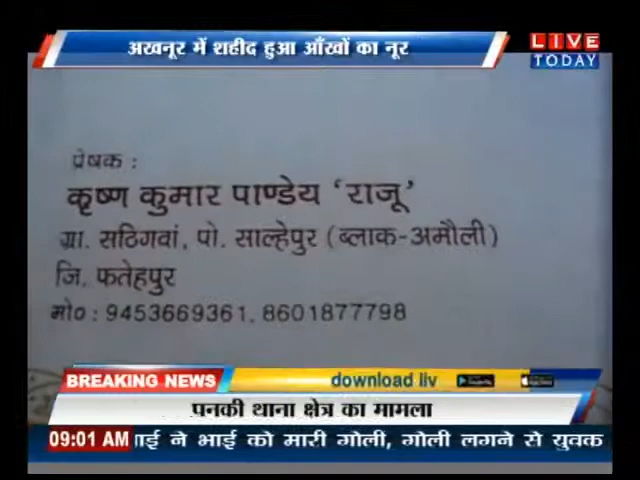 अखनूर में शहीद हुआ आँखों का नूर
LIVE
TODAY
प्रेषक :
कृष्ण कुमार पाण्डेय 'राजू'
ग्रा. सठिगवां, पो. साल्हेपुर (ब्लाक-अमौली)
जि. फतेहपुर
मो० : 9453669361, 8601877798
BREAKING NEWS
download liv
पनकी थाना क्षेत्र का मामला
09:01 AM
ाई ने भाई को मारी गोली, गोली लगने से युवक